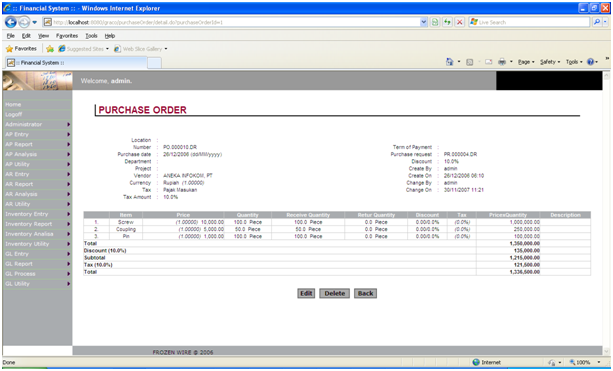 :: Financial System :: - Windows Internet Explorer
Live Search
File Edit View Favorites Tools Help
Favorites Suggested Sites Web Slice Gallery
:: Financial System ::
Page Safety Tools
Welcome, admin.
Home
Logoff
Administrator
AP Entry
AP Report
AP Analysis
AP Utility
AR Entry
AR Report
AR Analysis
AR Utility
Inventory Entry
Inventory Report
Inventory Analise
Inventory Utility
GL Entry
GL Report
GL Process
GL Utility
PURCHASE ORDER
Location :
Number : PO.000010.DR
Purchase date : 26/12/2006 (dd/MM/yyyy)
Department :
Project :
Vendor : ANEKA INFOKOM, PT
Currency : Rupiah (1.00000)
Tax : Pajak Masukan
Tax Amount : 10.0%
Term of Payment :
Purchase request : PR.000004.DR
Discount : 10.0%
Create By : admin
Create On : 26/12/2006 06:10
Change By : admin
Change On : 30/11/2007 11:21
Item Price Quantity Receive Quantity Retur Quantity Discount Tax PricexQuantity Description
1. Screw (1.00000) 10,000.00 100.0 Piece 100.0 Piece 0.0 Piece 0.00/0.0% (0.0%) 1,000,000.00
2. Coupling (1.00000) 5,000.00 50.0 Piece 50.0 Piece 0.0 Piece 0.00/0.0% (0.0%) 250,000.00
3. Pin (1.00000) 1,000.00 100.0 Piece 100.0 Piece 0.0 Piece 0.00/0.0% (0.0%) 100,000.00
Total 1,350,000.00
Discount (10.0%) 135,000.00
Subtotal 1,215,000.00
Tax (10.0%) 121,500.00
Total 1,336,500.00
Edit Delete Back
FROZEN WIRE © 2006
Done Internet 100%